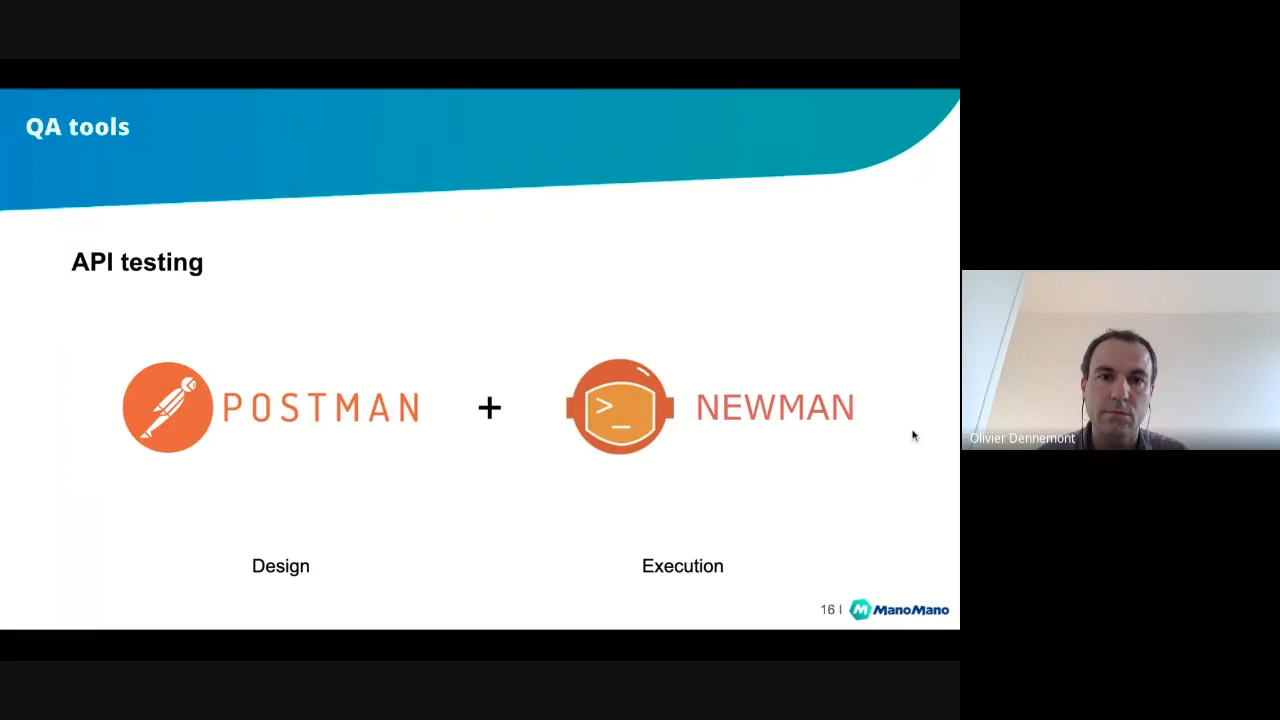 QA tools
API testing
POSTMAN + >_ NEWMAN
Olivier Dennemont
Design Execution
16 I M ManoMano